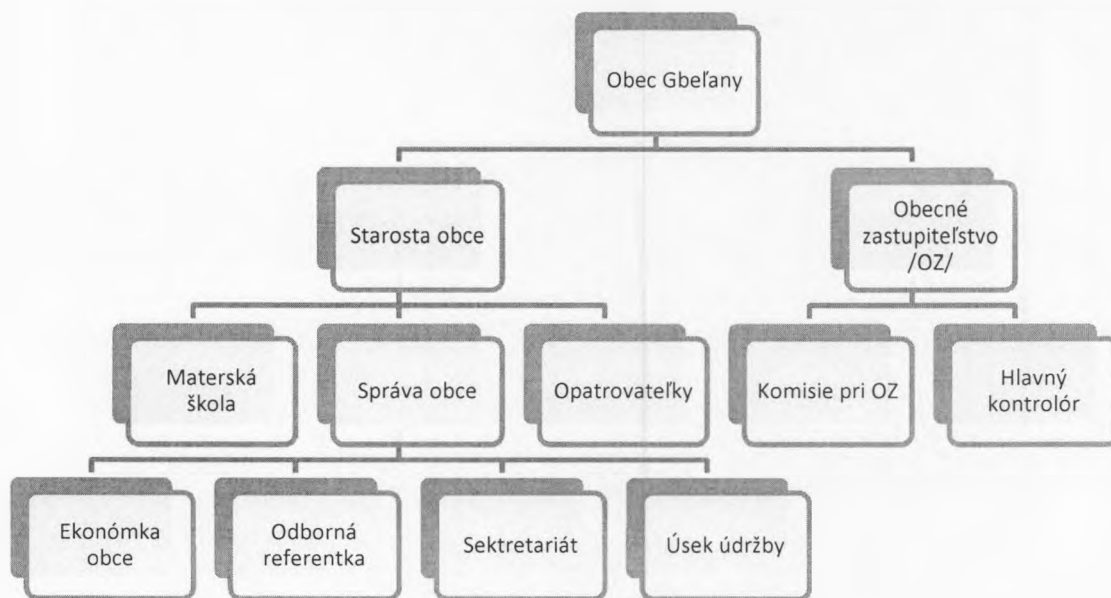 Obec Gbeľany
Starosta obce
Obecné
zastupiteľstvo
/OZ/
Materská
škola
Správa obce
Opatrovateľky
Komisie pri OZ
Hlavný
kontrolór
Ekonómka
obce
Odborná
referentka
Sektretariát
Úsek údržby